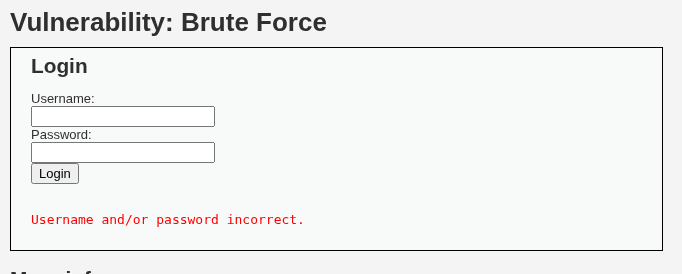 Vulnerability: Brute Force
Login
Username:
Password:
Login
Username and/or password incorrect.